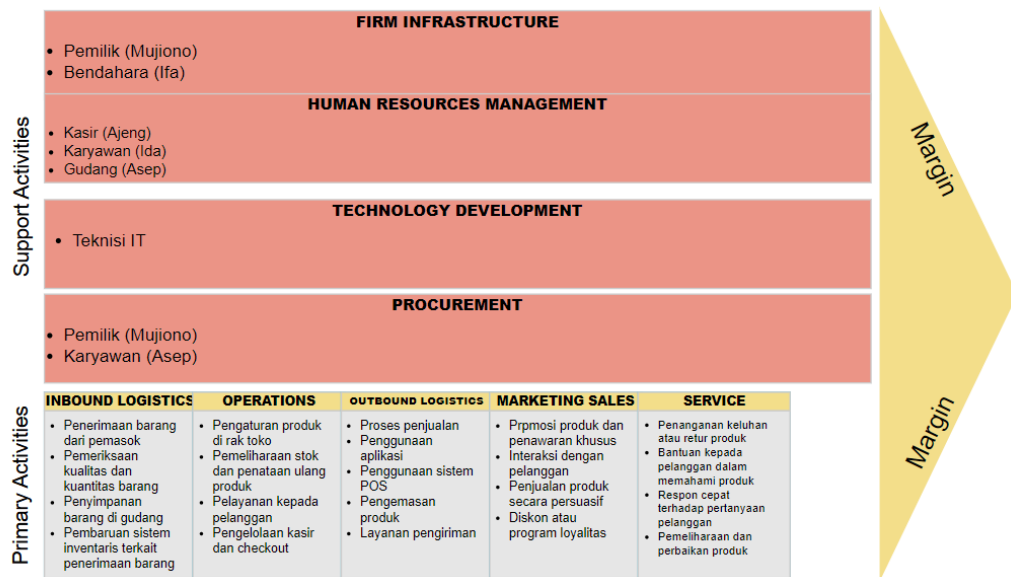 FIRM INFRASTRUCTURE
Pemilik (Mujiono)
Bendahara (Ifa)
HUMAN RESOURCES MANAGEMENT
Kasir (Ajeng)
Karyawan (Ida)
Gudang (Asep)
Support Activities
TECHNOLOGY DEVELOPMENT
Teknisi IT
PROCUREMENT
Pemilik (Mujiono)
Karyawan (Asep)
Margin
Margin
Primary Activities
INBOUND LOGISTICS
Penerimaan barang
dari pemasok
Pemeriksaan
kualitas dan
kuantitas barang
Penyimpanan
barang di gudang
Pembaruan sistem
inventaris terkait
penerimaan barang
OPERATIONS
Pengaturan produk
di rak toko
Pemeliharaan stok
dan penataan ulang
produk
Pelayanan kepada
pelanggan
Pengelolaan kasir
dan checkout
OUTBOUND LOGISTICS
Proses penjualan
Penggunaan
aplikasi
Penggunaan sistem
POS
Pengemasan
produk
Layanan pengiriman
MARKETING SALES
Prpmosi produk dan
penawaran khusus
Interaksi dengan
pelanggan
Penjualan produk
secara persuasif
Diskon atau
program loyalitas
SERVICE
Penanganan keluhan
atau retur produk
Bantuan kepada
pelanggan dalam
memahami produk
Respon cepat
terhadap pertanyaan
pelanggan
Pemeliharaan dan
perbaikan produk